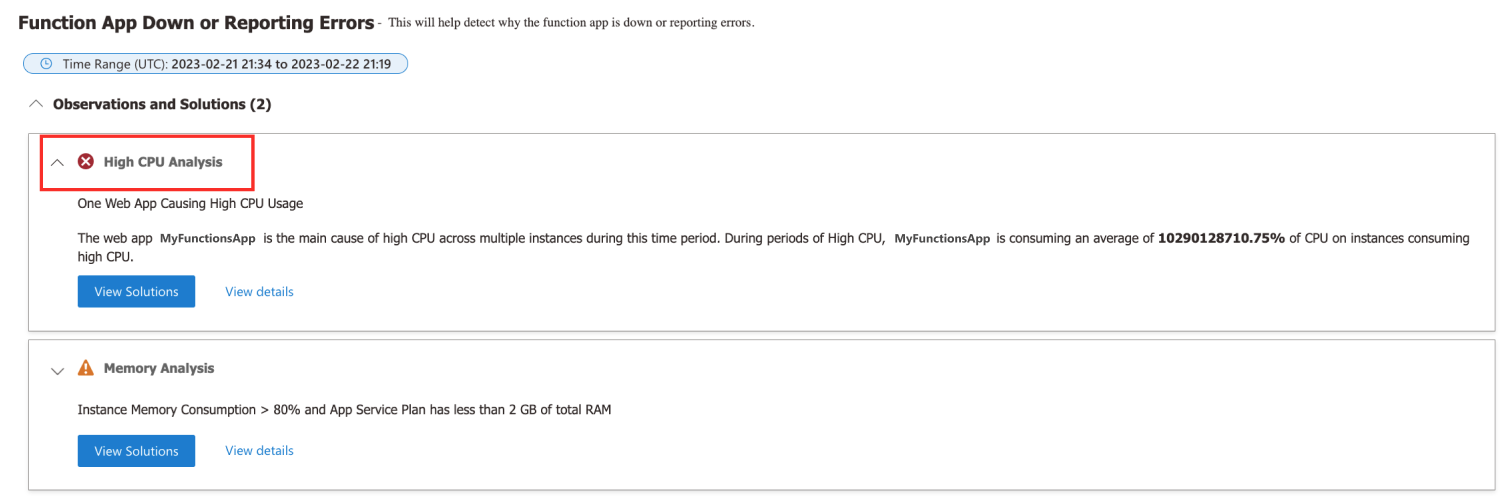 Function App Down or Reporting Errors - This will help detect why the function app is down or reporting errors.
Time Range (UTC): 2023-02-21 21:34 to 2023-02-22 21:19
Observations and Solutions (2)
High CPU Analysis
One Web App Causing High CPU Usage
The web app MyFunctionsApp is the main cause of high CPU across multiple instances during this time period. During periods of High CPU, MyFunctionsApp is consuming an average of 10290128710.75% of CPU on instances consuming
high CPU.
View Solutions View details
Memory Analysis
Instance Memory Consumption > 80% and App Service Plan has less than 2 GB of total RAM
View Solutions View details